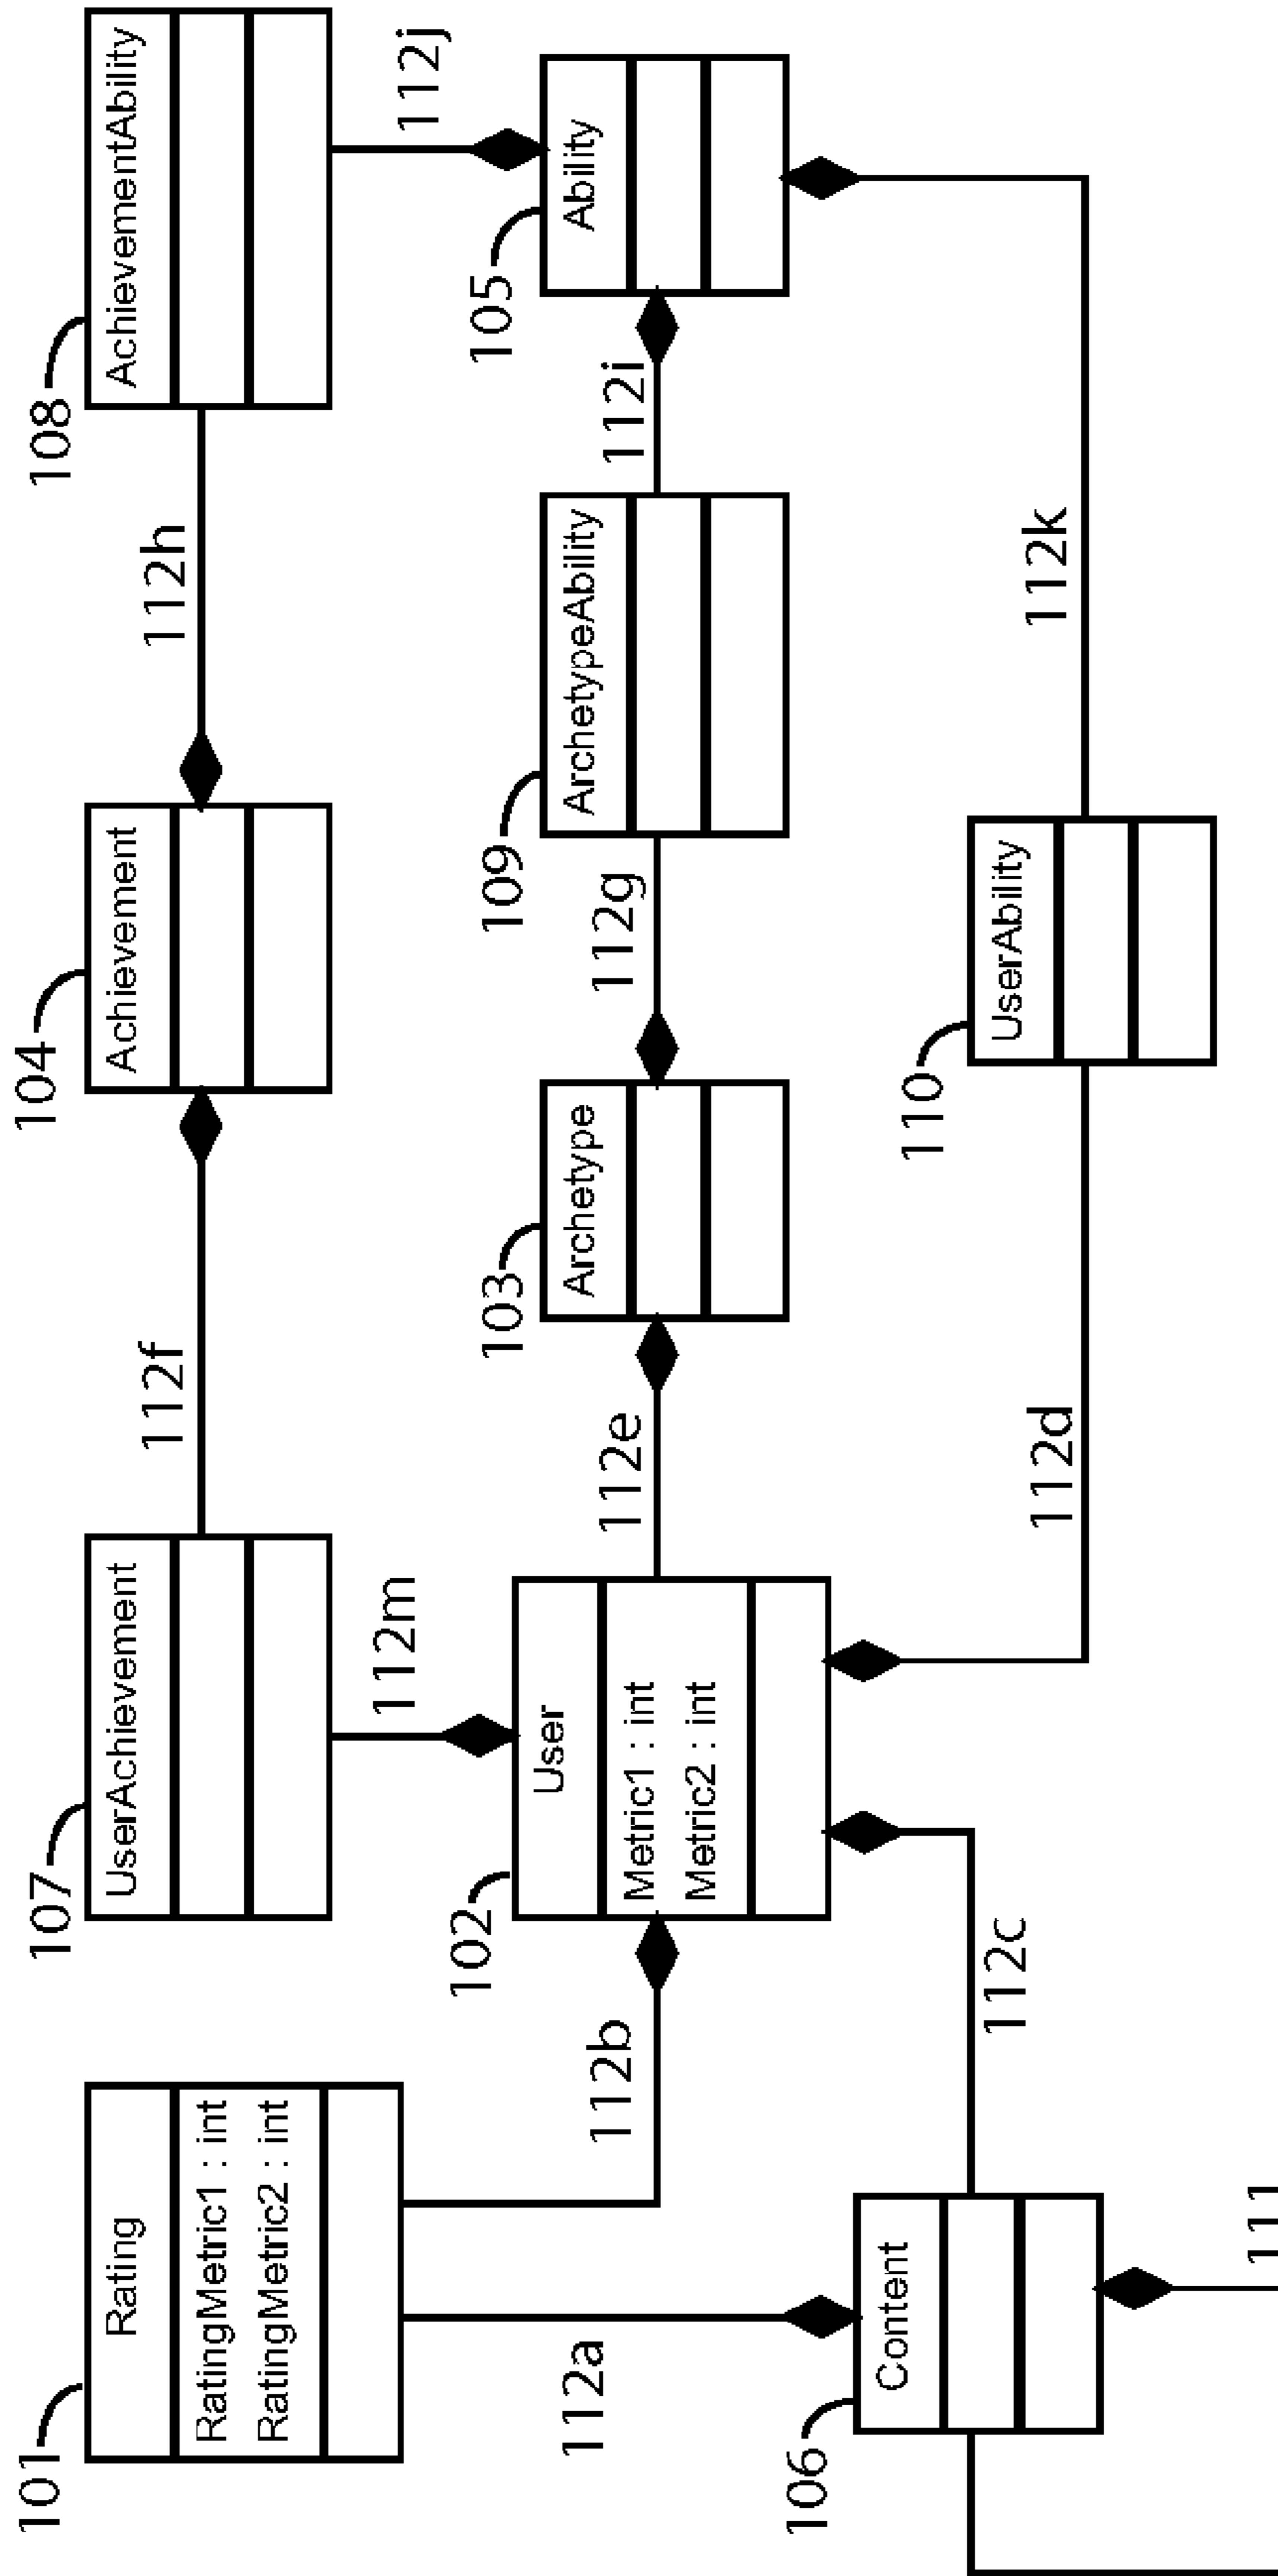 101
Rating
RatingMetric1 : int
RatingMetric2 : int
107
UserAchievement
112f
104
Achievement
112h
108
AchievementAbility
112m
112j
112b
102
User
Metric1 : int
Metric2 : int
112e
103
Archetype
112g
109
ArchetypeAbility
112i
105
Ability
112a
106
Content
112c
112d
110
UserAbility
112k
111